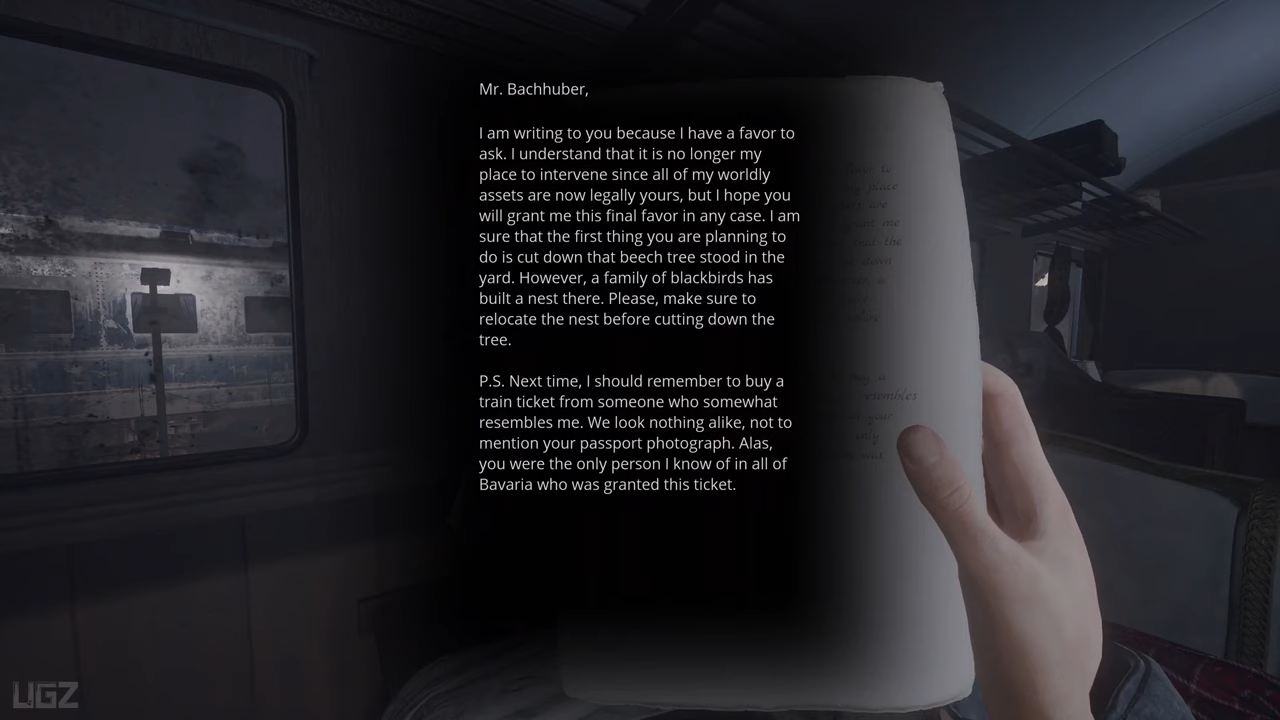 Mr. Bachhuber,
I am writing to you because I have a favor to
ask. I understand that it is no longer my
place to intervene since all of my worldly
assets are now legally yours, but I hope you
will grant me this final favor in any case. I am
sure that the first thing you are planning to
do is cut down that beech tree stood in the
yard. However, a family of blackbirds has
built a nest there. Please, make sure to
relocate the nest before cutting down the
tree.
P.S. Next time, I should remember to buy a
train ticket from someone who somewhat
resembles me. We look nothing alike, not to
mention your passport photograph. Alas,
you were the only person I know of in all of
Bavaria who was granted this ticket.
UGZ